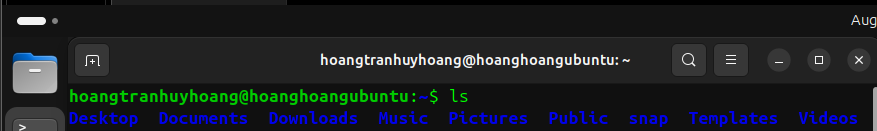 Aug
hoangtranhuyhoang@hoanghoangubuntu: ~
hoangtranhuyhoang@hoanghoangubuntu:~$ ls
Desktop Documents Downloads Music Pictures Public snap Templates Videos